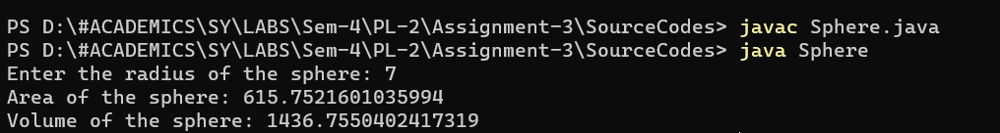 PS D:\#ACADEMICS\SY\LABS\Sem-4\PL-2\Assignment-3\SourceCodes> javac Sphere.java
PS D:\#ACADEMICS\SY\LABS\Sem-4\PL-2\Assignment-3\SourceCodes> java Sphere
Enter the radius of the sphere: 7
Area of the sphere: 615.7521601035994
Volume of the sphere: 1436.7550402417319